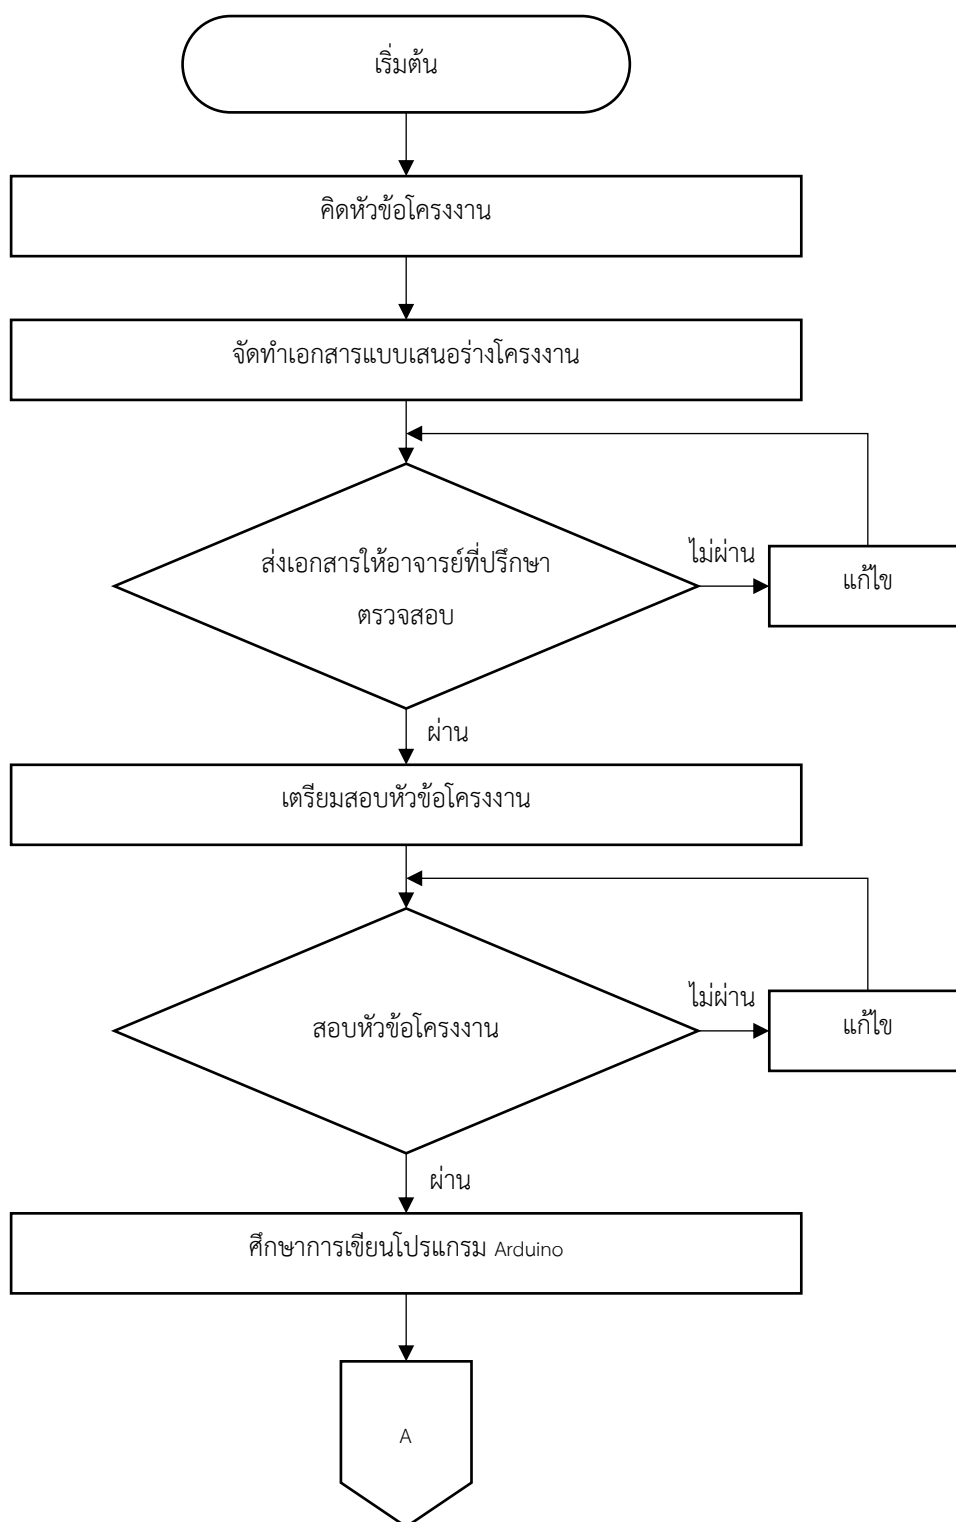 เริ่มต้น
คิดหัวข้อโครงงาน
จัดทำเอกสารแบบเสนอร่างโครงงาน
ส่งเอกสารให้อาจารย์ที่ปรึกษา
ตรวจสอบ
ไม่ผ่าน
แก้ไข
ผ่าน
เตรียมสอบหัวข้อโครงงาน
สอบหัวข้อโครงงาน
ไม่ผ่าน
แก้ไข
ผ่าน
ศึกษาการเขียนโปรแกรม Arduino
A